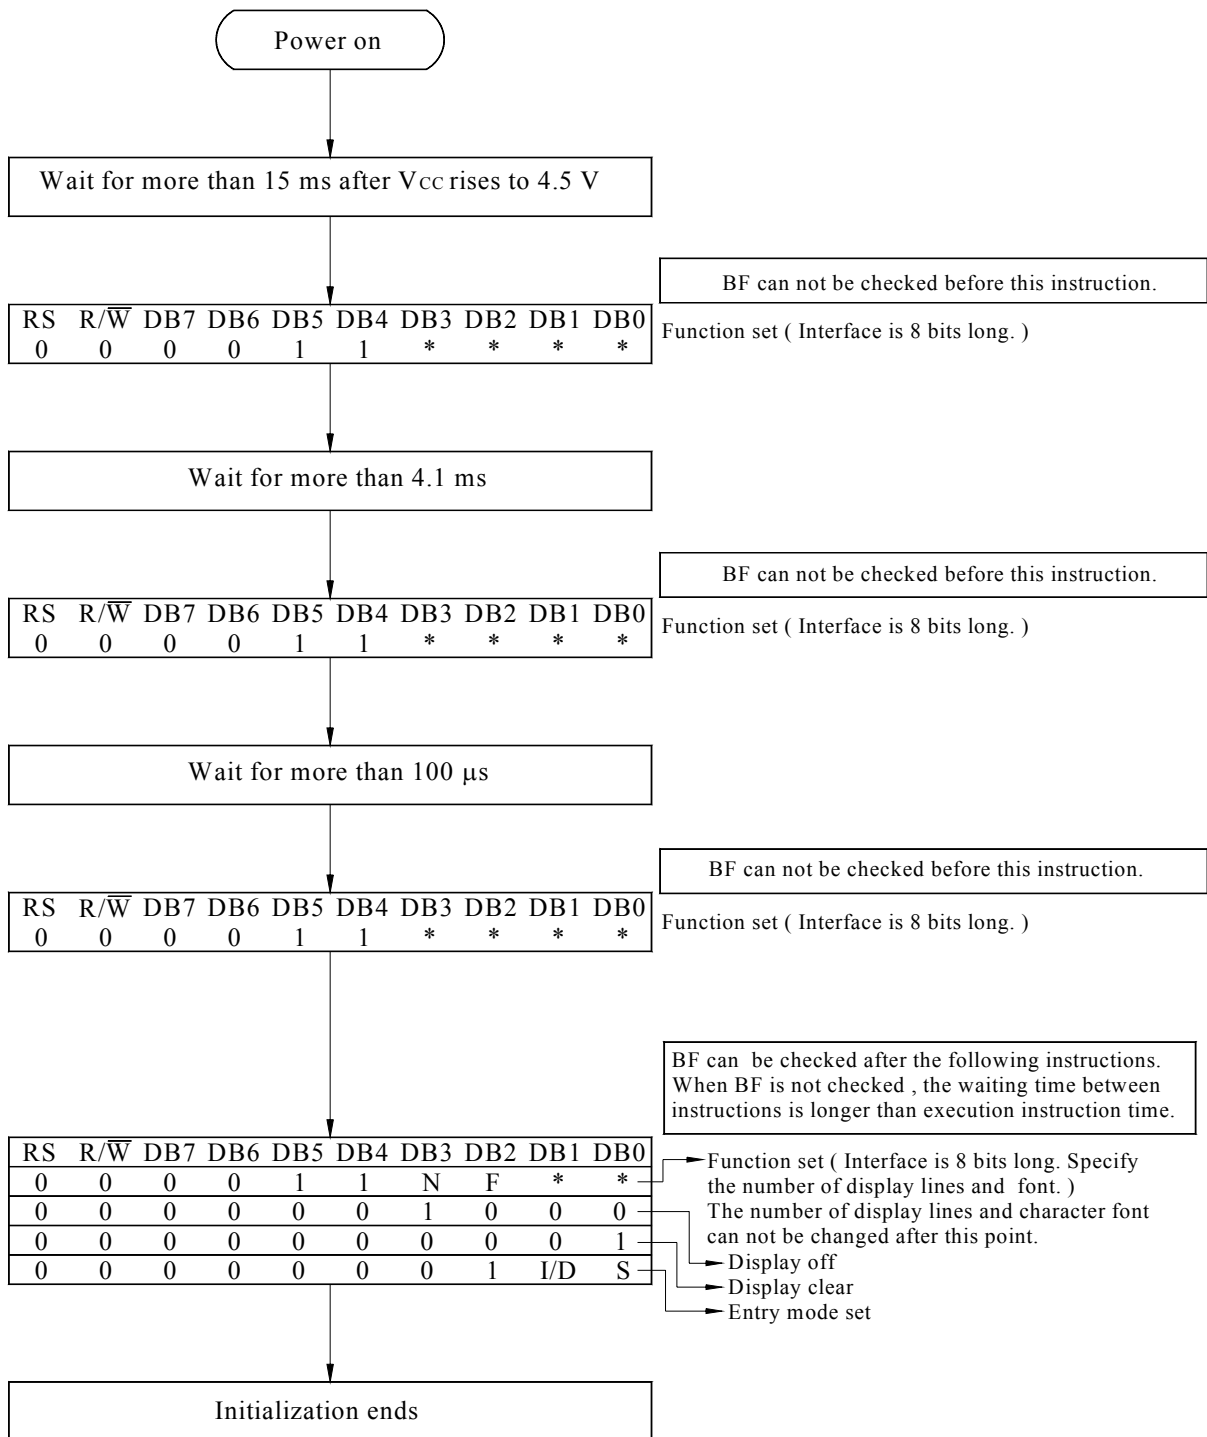 Power on
Wait for more than 15 ms after VCC rises to 4.5 V
BF can not be checked before this instruction.
RS R/W̅ DB7 DB6 DB5 DB4 DB3 DB2 DB1 DB0
0 0 0 0 1 1 * * * *
Function set ( Interface is 8 bits long. )
Wait for more than 4.1 ms
BF can not be checked before this instruction.
RS R/W̅ DB7 DB6 DB5 DB4 DB3 DB2 DB1 DB0
0 0 0 0 1 1 * * * *
Function set ( Interface is 8 bits long. )
Wait for more than 100 μs
BF can not be checked before this instruction.
RS R/W̅ DB7 DB6 DB5 DB4 DB3 DB2 DB1 DB0
0 0 0 0 1 1 * * * *
Function set ( Interface is 8 bits long. )
BF can be checked after the following instructions.
When BF is not checked , the waiting time between
instructions is longer than execution instruction time.
RS R/W̅ DB7 DB6 DB5 DB4 DB3 DB2 DB1 DB0
0 0 0 0 1 1 N F * *
0 0 0 0 0 0 1 0 0 0
0 0 0 0 0 0 0 0 0 1
0 0 0 0 0 0 0 1 I/D S
Function set ( Interface is 8 bits long. Specify
the number of display lines and font. )
The number of display lines and character font
can not be changed after this point.
Display off
Display clear
Entry mode set
Initialization ends